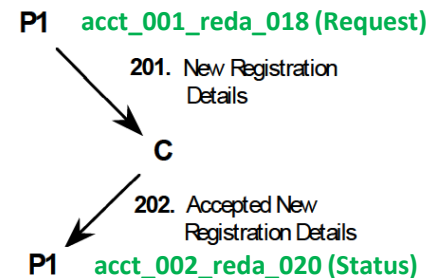 P1 acct_001_reda_018 (Request)
201. New Registration
Details
C
202. Accepted New
Registration Details
P1 acct_002_reda_020 (Status)